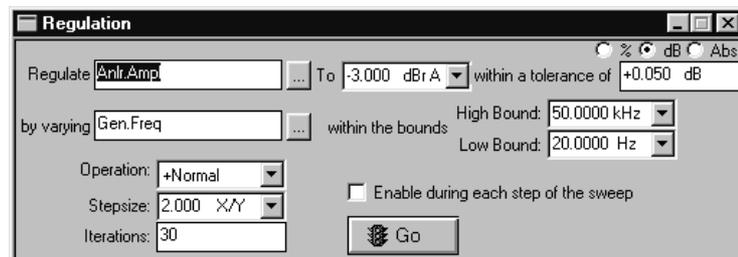 Regulation
% dB Abs
Regulate Anlr.Ampl ... To -3.000 dBr A within a tolerance of +0.050 dB
by varying Gen.Freq ... within the bounds High Bound: 50.0000 kHz
Low Bound: 20.0000 Hz
Operation: +Normal
Enable during each step of the sweep
Stepsize: 2.000 X/Y
Iterations: 30 Go